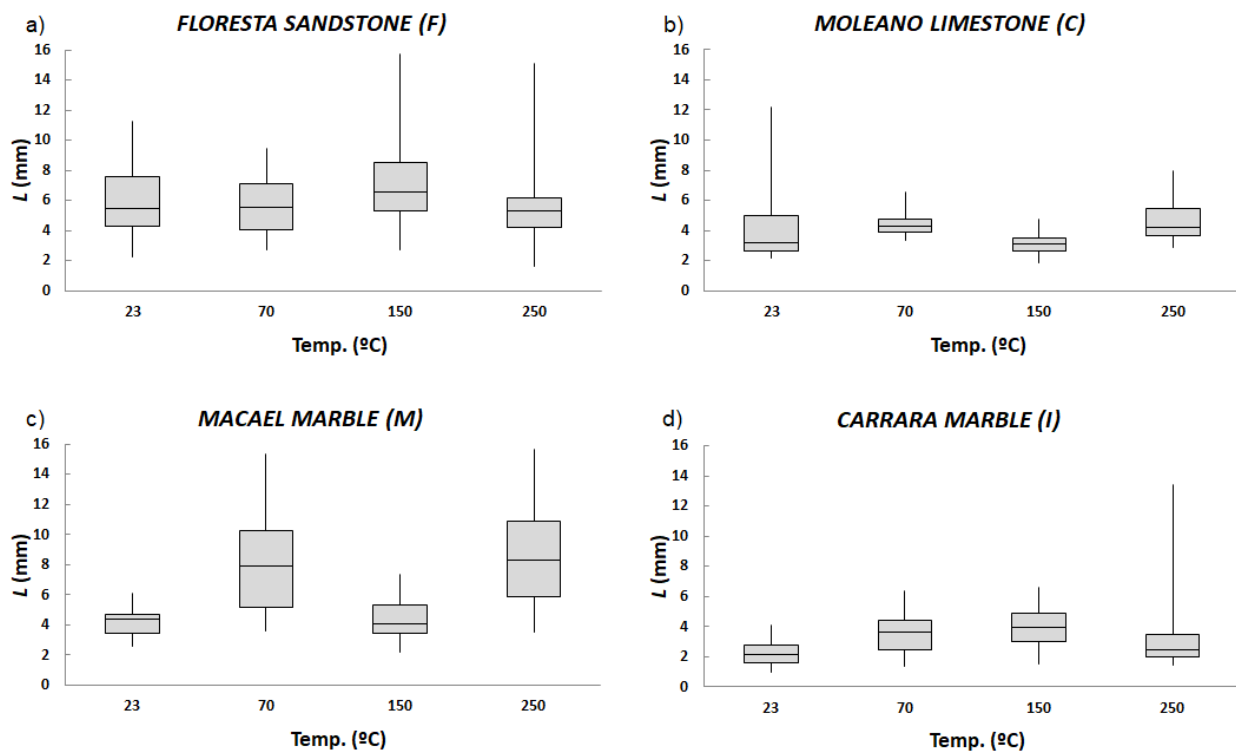 a)
FLORESTA SANDSTONE (F)
16
14
12
10
8
6
4
2
0
L (mm)
23 70 150 250
Temp. (ºC)
b)
MOLEANO LIMESTONE (C)
16
14
12
10
8
6
4
2
0
L (mm)
23 70 150 250
Temp. (ºC)
c)
MACAEL MARBLE (M)
16
14
12
10
8
6
4
2
0
L (mm)
23 70 150 250
Temp. (ºC)
d)
CARRARA MARBLE (I)
16
14
12
10
8
6
4
2
0
L (mm)
23 70 150 250
Temp. (ºC)